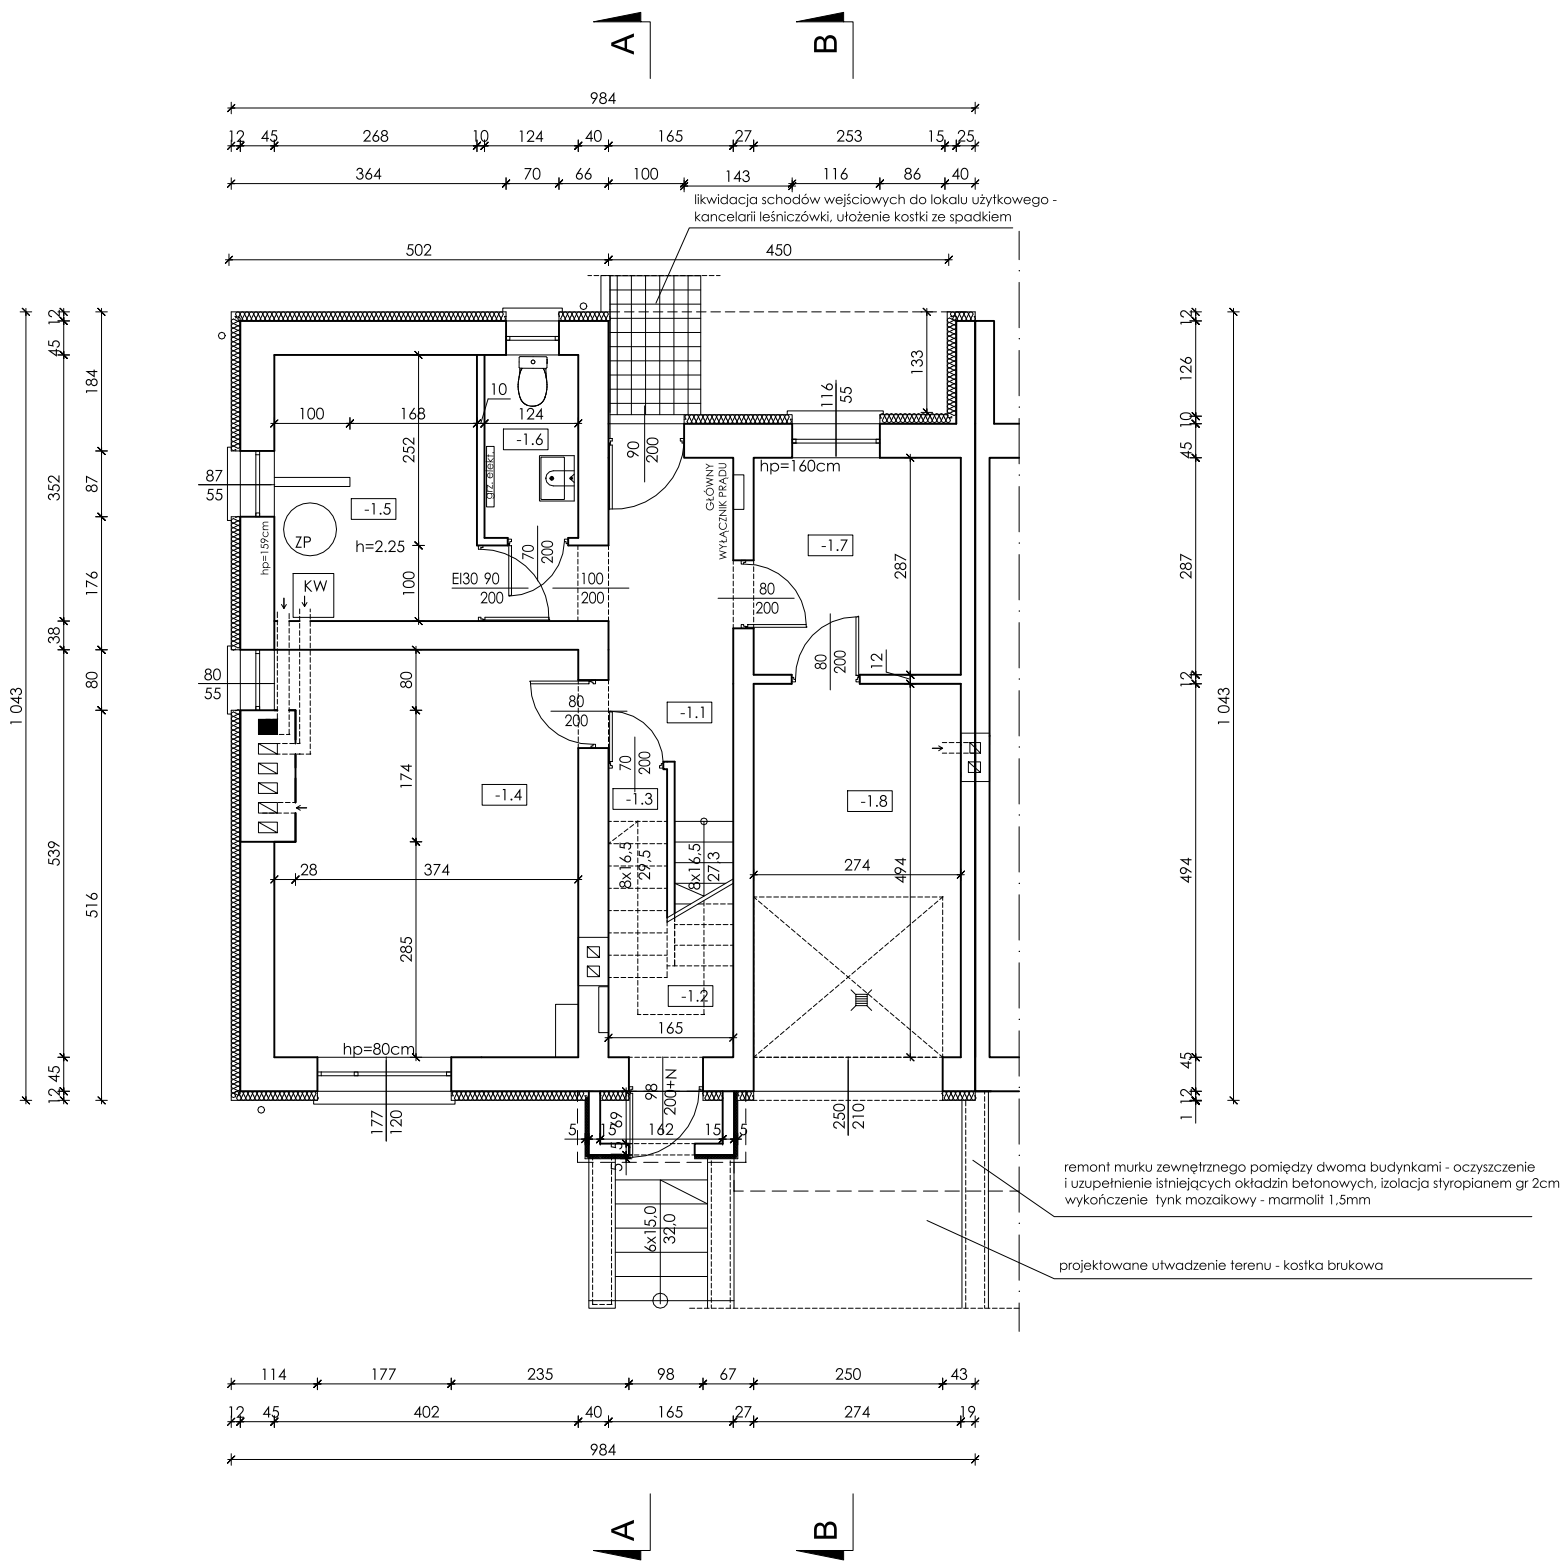 A
B
984
12 45 268 10 124 40 165 27 253 15 25
364 70 66 100 143 116 86 40
likwidacja schodów wejściowych do lokalu użytkowego -
kancelarii leśniczówki, ułożenie kostki ze spadkiem
502 450
133
12
45
352
38
539
45
12
1 043
184
87
176
80
516
12
126
10
45
287
12
494
45
12
1
1 043
116
55
hp=160cm
10
100 168 124
-1.6
252
grz. elekt.
90
200
GŁÓWNY
WYŁĄCZNIK PRĄDU
87
55
-1.5
ZP
h=2.25
hp=159cm
KW
100
EI30 90
200
70
200
100
200
-1.7
287
80
200
80
200
12
80
55
80
80
200
-1.1
70
200
174
-1.4
-1.3
-1.8
8x16,5
29,5
8x16,5
27,3
28 374
274
494
285
-1.2
165
hp=80cm
177
120
98
200+N
69
5 15 162 15 5
5
15
250
210
6x15,0
32,0
remont murku zewnętrznego pomiędzy dwoma budynkami - oczyszczenie
i uzupełnienie istniejących okładzin betonowych, izolacja styropianem gr 2cm
wykończenie tynk mozaikowy - marmolit 1,5mm
projektowane utwadzenie terenu - kostka brukowa
114 177 235 98 67 250 43
12 45 402 40 165 27 274 19
984
A
B